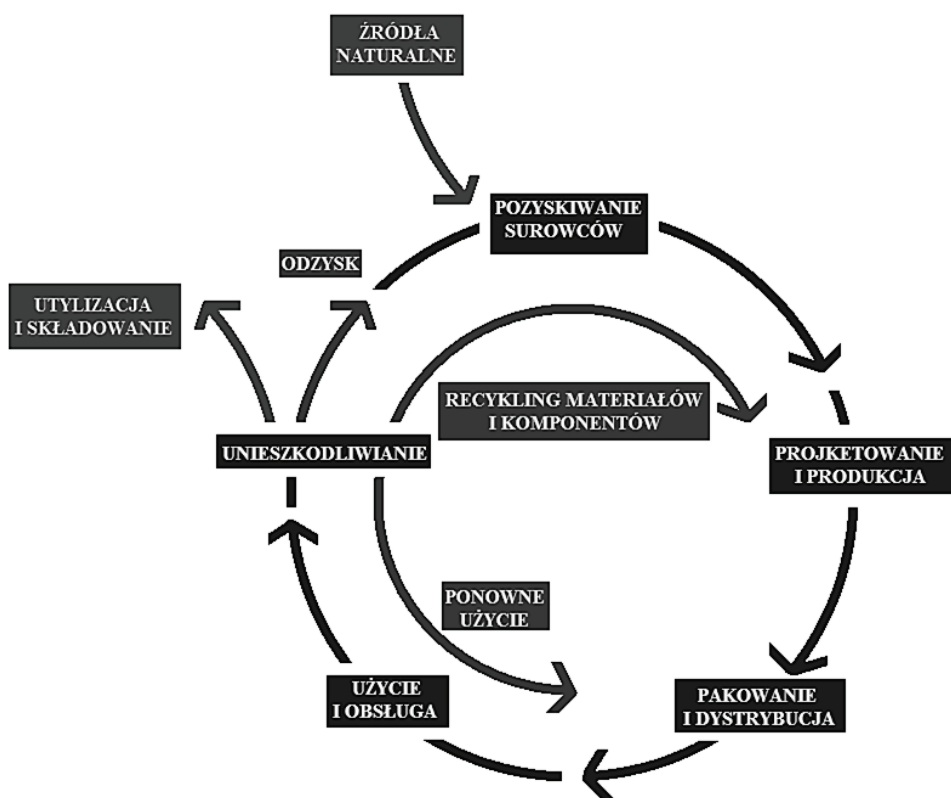 ŹRÓDŁA
NATURALNE
POZYSKIWANIE
SUROWCÓW
ODZYSK
UTYLIZACJA
I SKŁADOWANIE
RECYKLING MATERIAŁÓW
I KOMPONENTÓW
UNIESZKODLIWIANIE
PROJKETOWANIE
I PRODUKCJA
PONOWNE
UŻYCIE
UŻYCIE
I OBSŁUGA
PAKOWANIE
I DYSTRYBUCJA